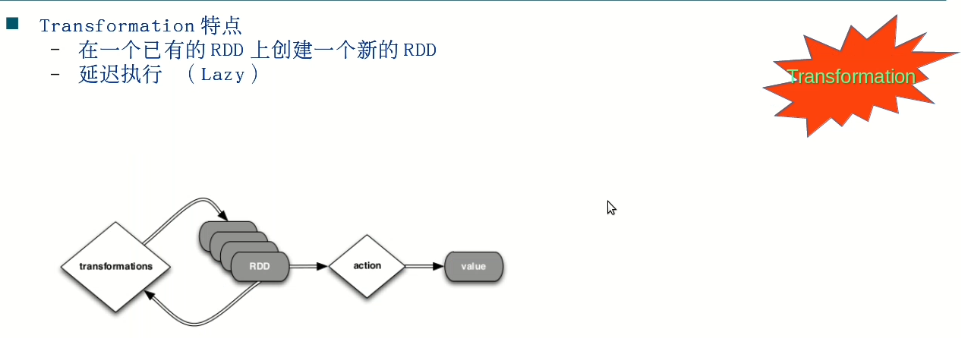 Transformation 特点
- 在一个已有的 RDD 上创建一个新的 RDD
- 延迟执行 （Lazy）
Transformation
transformations
RDD
action
value